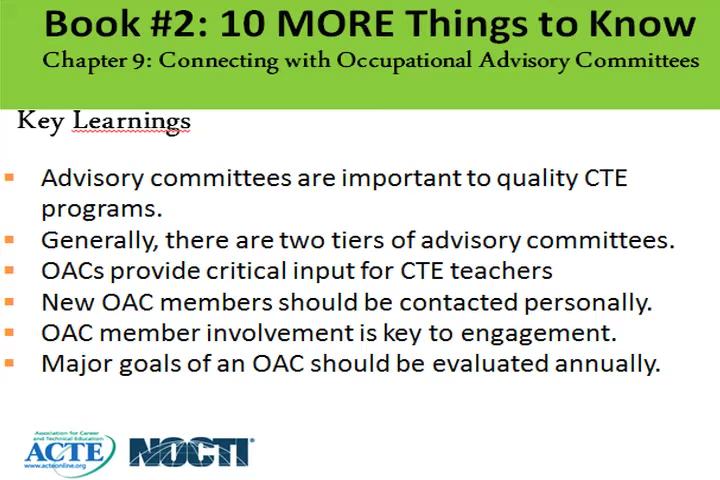 Book #2: 10 MORE Things to Know
Chapter 9: Connecting with Occupational Advisory Committees
Key Learnings
Advisory committees are important to quality CTE
programs.
Generally, there are two tiers of advisory committees.
OACs provide critical input for CTE teachers
New OAC members should be contacted personally.
OAC member involvement is key to engagement.
Major goals of an OAC should be evaluated annually.
Association for Career
and Technical Education
ACTE
www.acteonline.org
NOCTI®